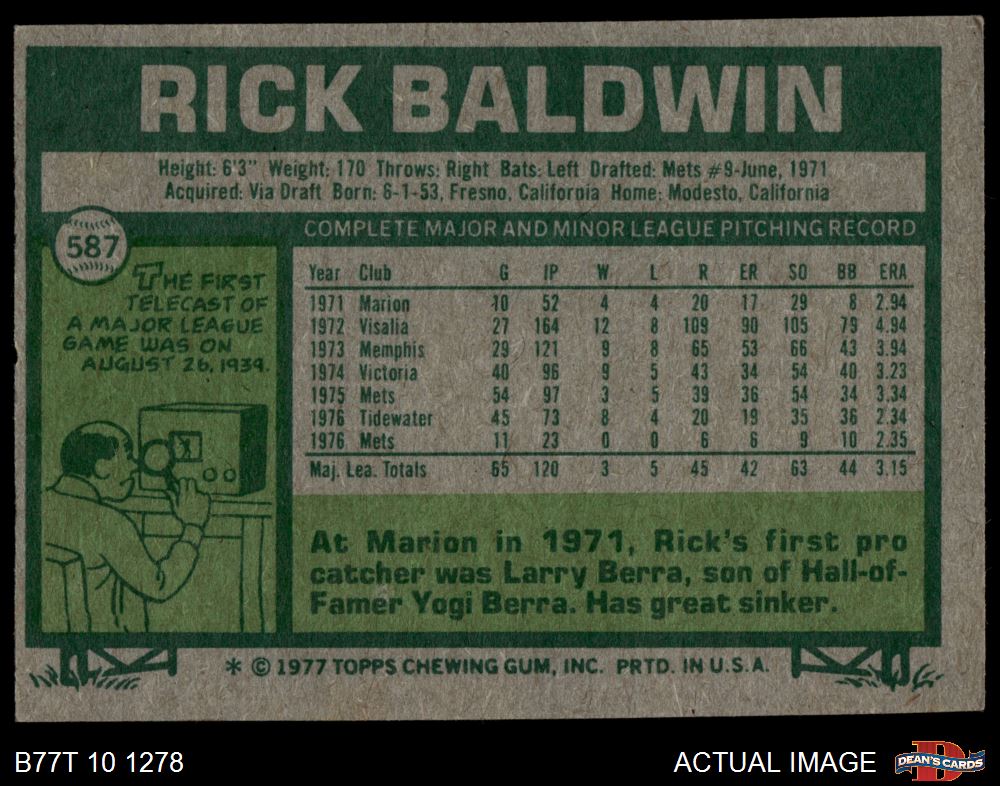 RICK BALDWIN
Height: 6'3" Weight: 170 Throws: Right Bats: Left Drafted: Mets #9-June, 1971
Acquired: Via Draft Born: 6-1-53, Fresno, California Home: Modesto, California
587
THE FIRST
TELECAST OF
A MAJOR LEAGUE
GAME WAS ON
AUGUST 26, 1939.
COMPLETE MAJOR AND MINOR LEAGUE PITCHING RECORD
Year Club G IP W L R ER SO BB ERA
1971 Marion 10 52 4 4 20 17 29 8 2.94
1972 Visalia 27 164 12 8 109 90 105 79 4.94
1973 Memphis 29 121 9 8 65 53 66 43 3.94
1974 Victoria 40 96 9 5 43 34 54 40 3.23
1975 Mets 54 97 3 5 39 36 54 34 3.34
1976 Tidewater 45 73 8 4 20 19 35 36 2.34
1976 Mets 11 23 0 0 6 6 9 10 2.35
Maj. Lea. Totals 65 120 3 5 45 42 63 44 3.15
At Marion in 1971, Rick's first pro
catcher was Larry Berra, son of Hall-of-
Famer Yogi Berra. Has great sinker.
* © 1977 TOPPS CHEWING GUM, INC. PRTD. IN U.S.A.
B77T 10 1278
ACTUAL IMAGE
DEAN'S CARDS